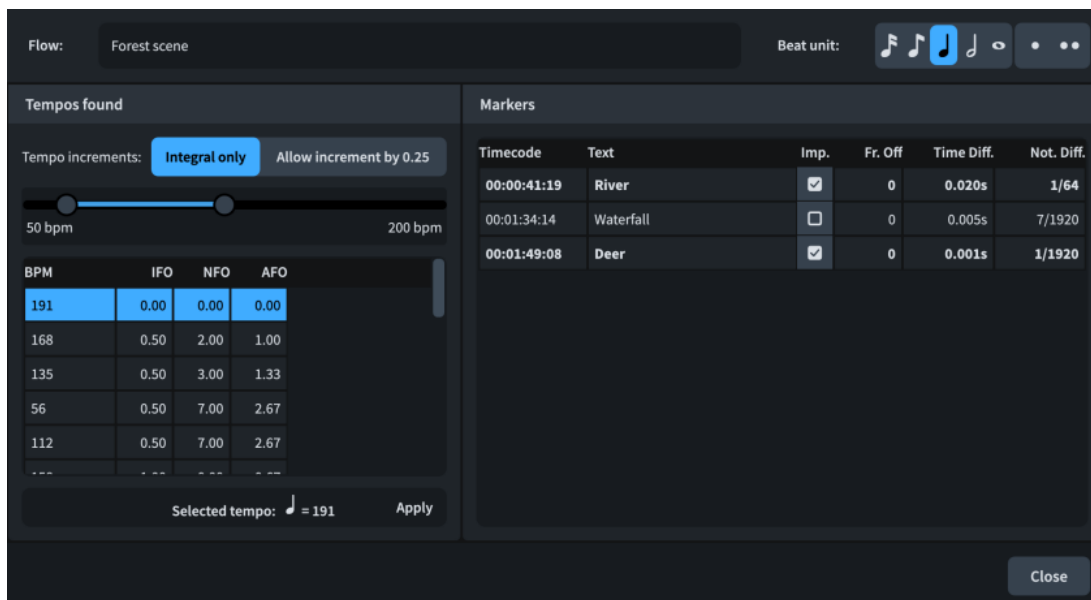 Flow: Forest scene Beat unit:
Tempos found
Tempo increments: Integral only Allow increment by 0.25
50 bpm 200 bpm
BPM IFO NFO AFO
191 0.00 0.00 0.00
168 0.50 2.00 1.00
135 0.50 3.00 1.33
56 0.50 7.00 2.67
112 0.50 7.00 2.67
Selected tempo: ♩ = 191 Apply
Markers
Timecode Text Imp. Fr. Off Time Diff. Not. Diff.
00:00:41:19 River 0 0.020s 1/64
00:01:34:14 Waterfall 0 0.005s 7/1920
00:01:49:08 Deer 0 0.001s 1/1920
Close